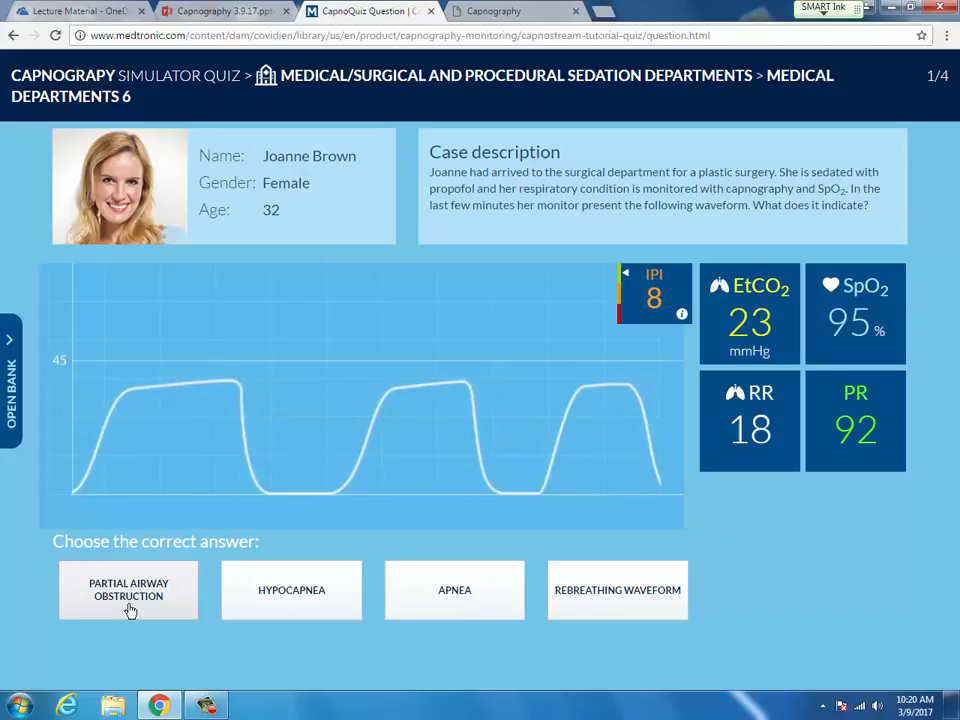 Lecture Material - OneD
Capnography 3.9.17.ppt
CapnoQuiz Question | C
Capnography
SMART Ink
www.medtronic.com/content/dam/covidien/library/us/en/product/capnography-monitoring/capnostream-tutorial-quiz/question.html
CAPNOGRAPY SIMULATOR QUIZ > MEDICAL/SURGICAL AND PROCEDURAL SEDATION DEPARTMENTS > MEDICAL
DEPARTMENTS 6
1/4
Name: Joanne Brown
Gender: Female
Age: 32
Case description
Joanne had arrived to the surgical department for a plastic surgery. She is sedated with
propofol and her respiratory condition is monitored with capnography and SpO2. In the
last few minutes her monitor present the following waveform. What does it indicate?
OPEN BANK
45
IPI
8
EtCO2
23
mmHg
SpO2
95 %
RR
18
PR
92
Choose the correct answer:
PARTIAL AIRWAY
OBSTRUCTION
HYPOCAPNEA
APNEA
REBREATHING WAVEFORM
10:20 AM
3/9/2017